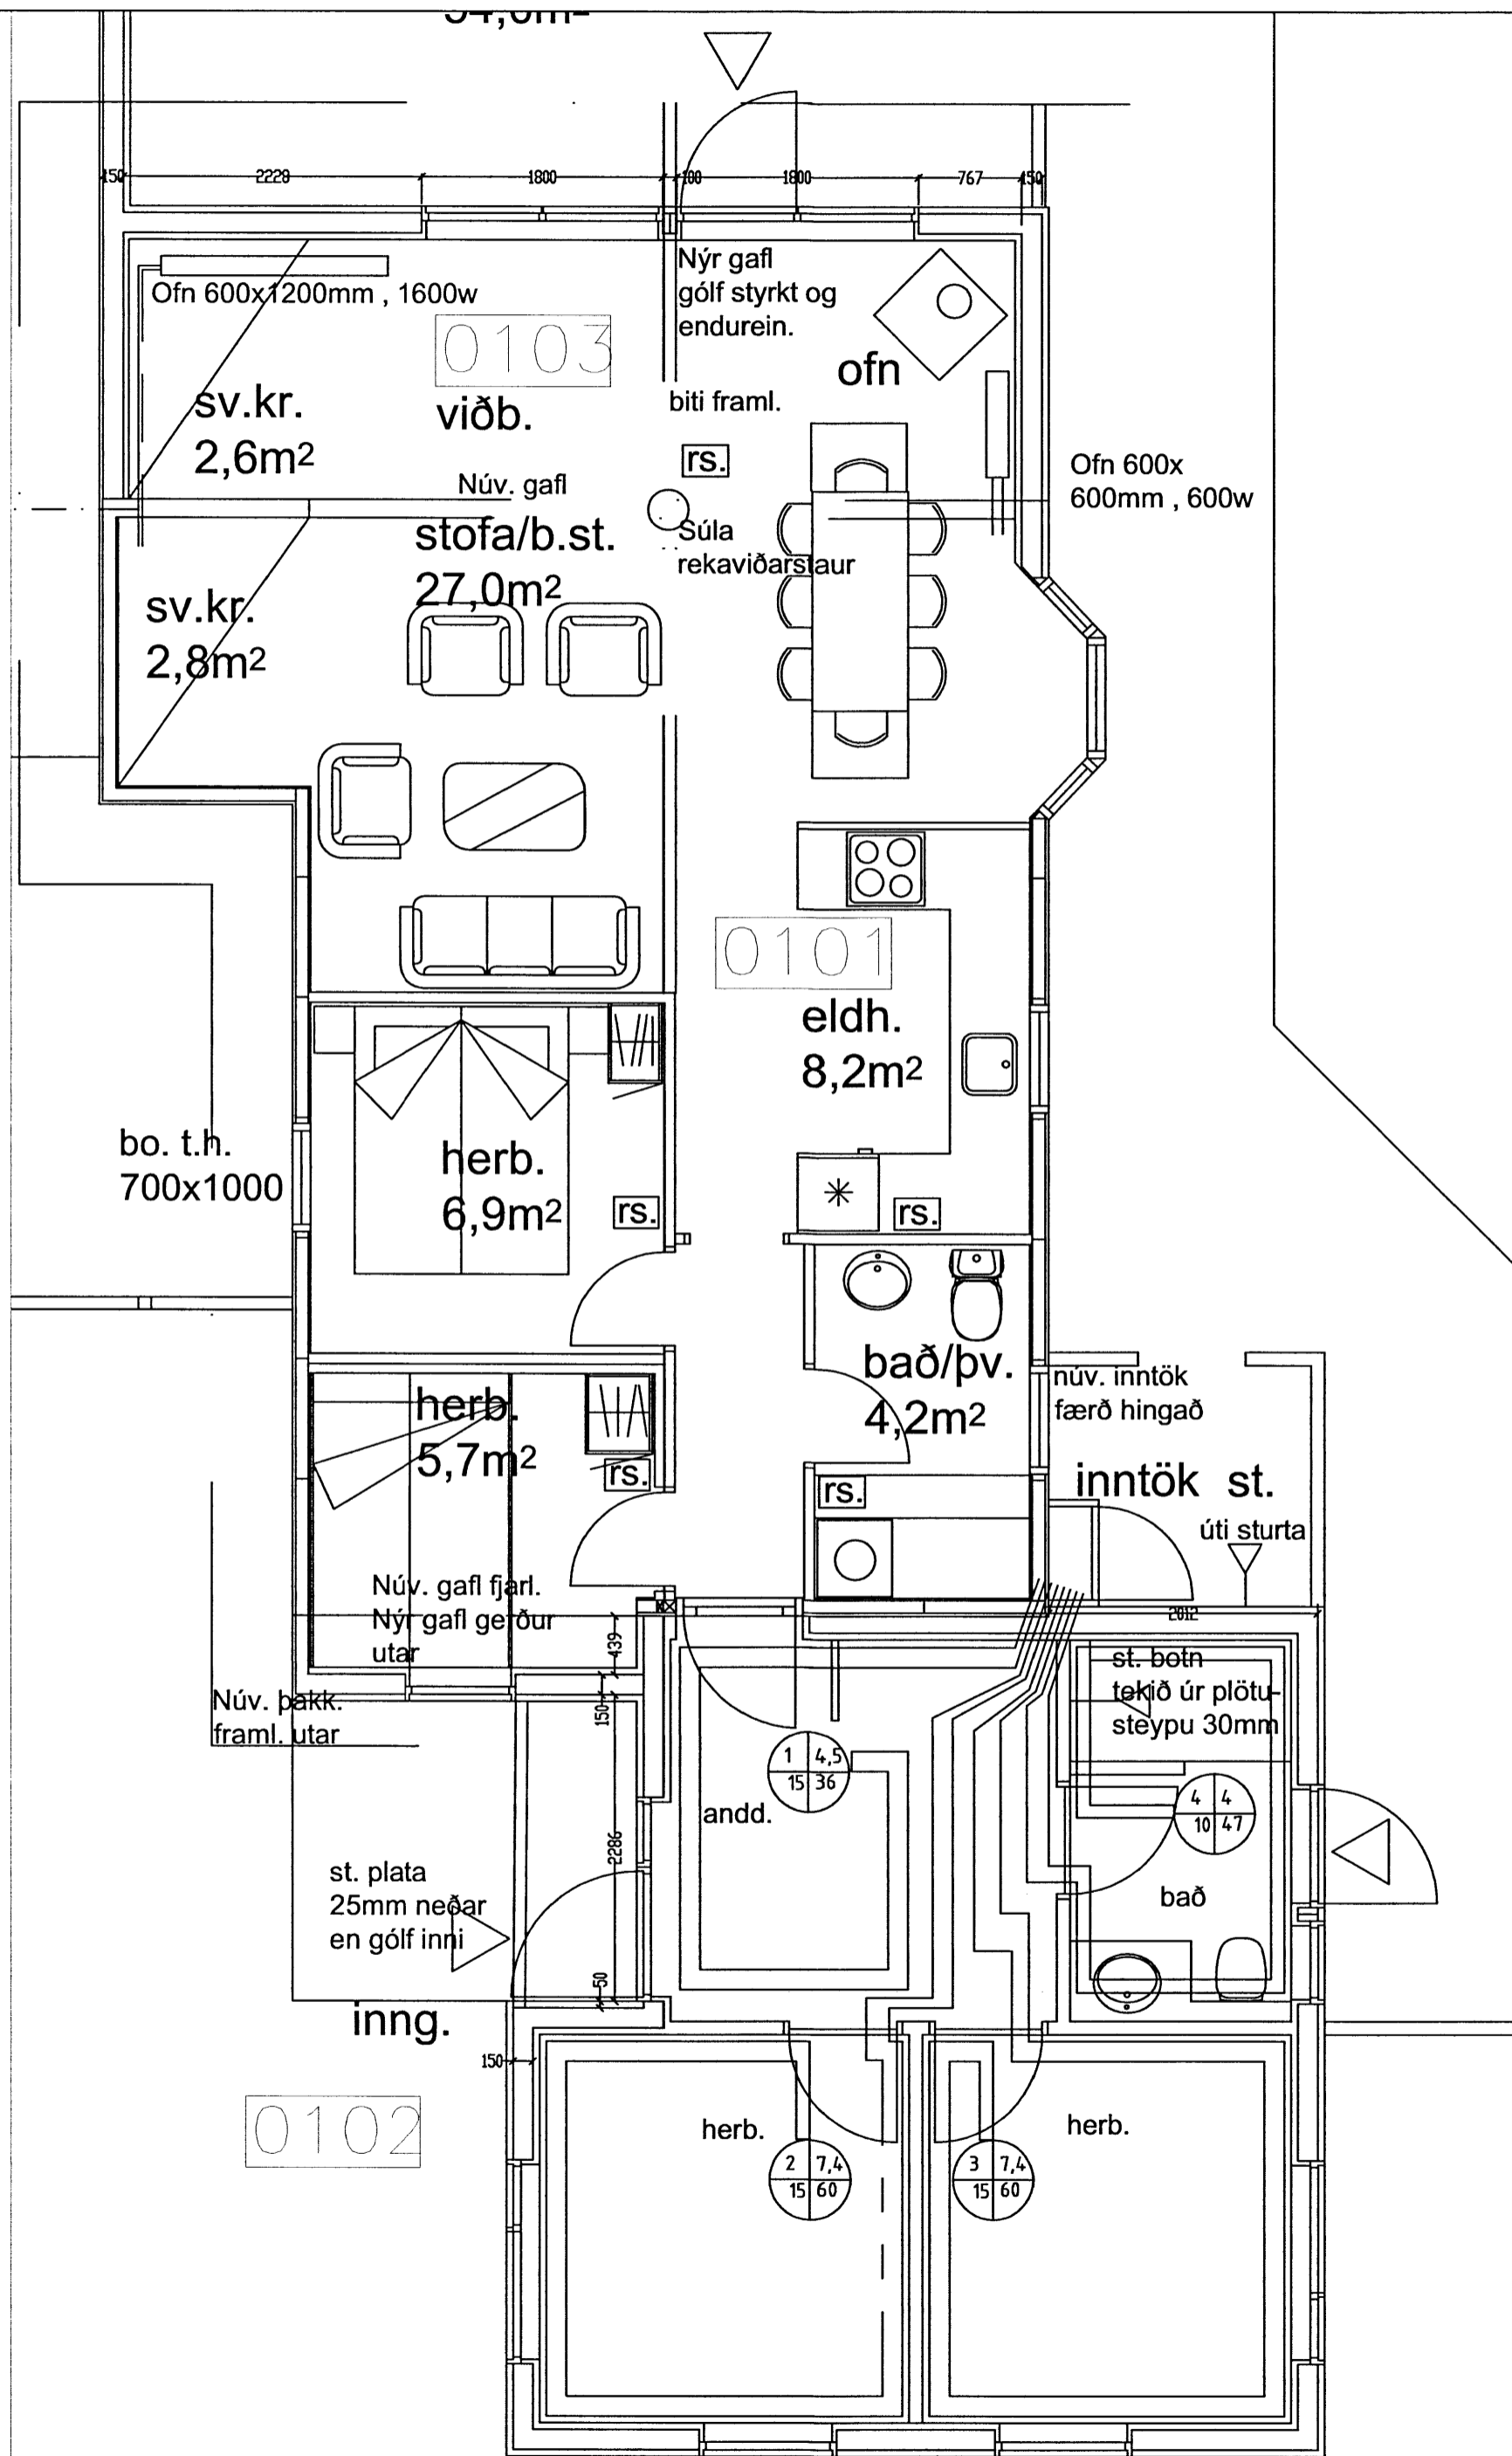 150 2228 1800 100 1800 767 150
Ofn 600x1200mm , 1600w
0103
viðb.
Nýr gafl
gólf styrkt og
endurein.
ofn
biti framl.
rs.
sv.kr.
2,6m2
Núv. gafl
stofa/b.st.
27,0m2
Súla
rekaviðarstaur
Ofn 600x
600mm , 600w
sv.kr.
2,8m2
0101
eldh.
8,2m2
rs.
bo. t.h.
700x1000
herb.
6,9m2
rs.
bað/þv.
4,2m2
rs.
núv. inntök
færð hingað
inntök st.
úti sturta
2012
herb.
5,7m2
rs.
Núv. gafl fjarl.
Nýr gafl gerður
utar
439
150
Núv. þakk.
framl. utar
st. botn
tekið úr plötu-
steypu 30mm
1 4,5
15 36
andd.
4 4
10 47
bað
2286
st. plata
25mm neðar
en gólf inni
50
inng.
150
0102
herb.
2 7,4
15 60
herb.
3 7,4
15 60